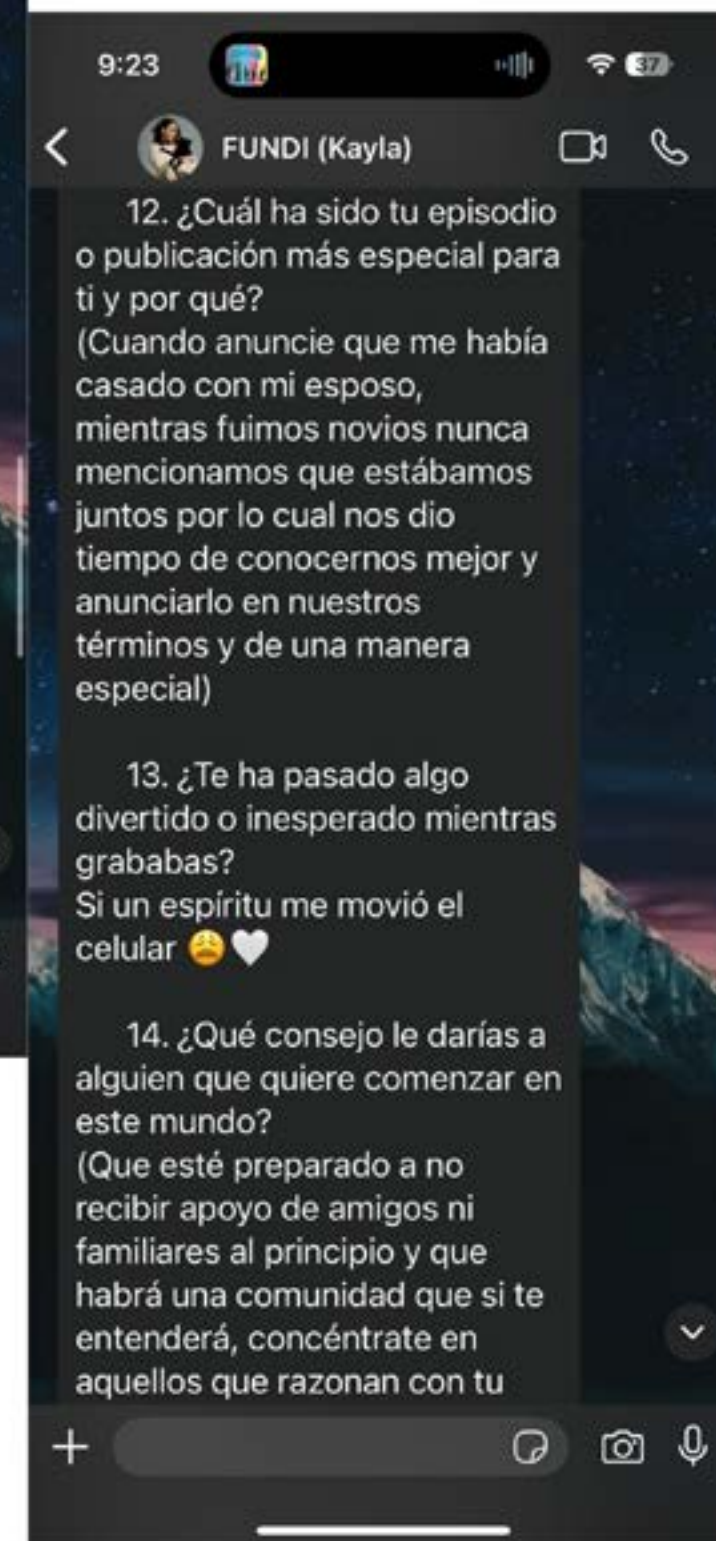 9:23
37
FUNDI (Kayla)
12. ¿Cuál ha sido tu episodio
o publicación más especial para
ti y por qué?
(Cuando anuncie que me había
casado con mi esposo,
mientras fuimos novios nunca
mencionamos que estábamos
juntos por lo cual nos dio
tiempo de conocernos mejor y
anunciarlo en nuestros
términos y de una manera
especial)
13. ¿Te ha pasado algo
divertido o inesperado mientras
grababas?
Si un espíritu me movió el
celular 😩🤍
14. ¿Qué consejo le darías a
alguien que quiere comenzar en
este mundo?
(Que esté preparado a no
recibir apoyo de amigos ni
familiares al principio y que
habrá una comunidad que si te
entenderá, concéntrate en
aquellos que razonan con tu